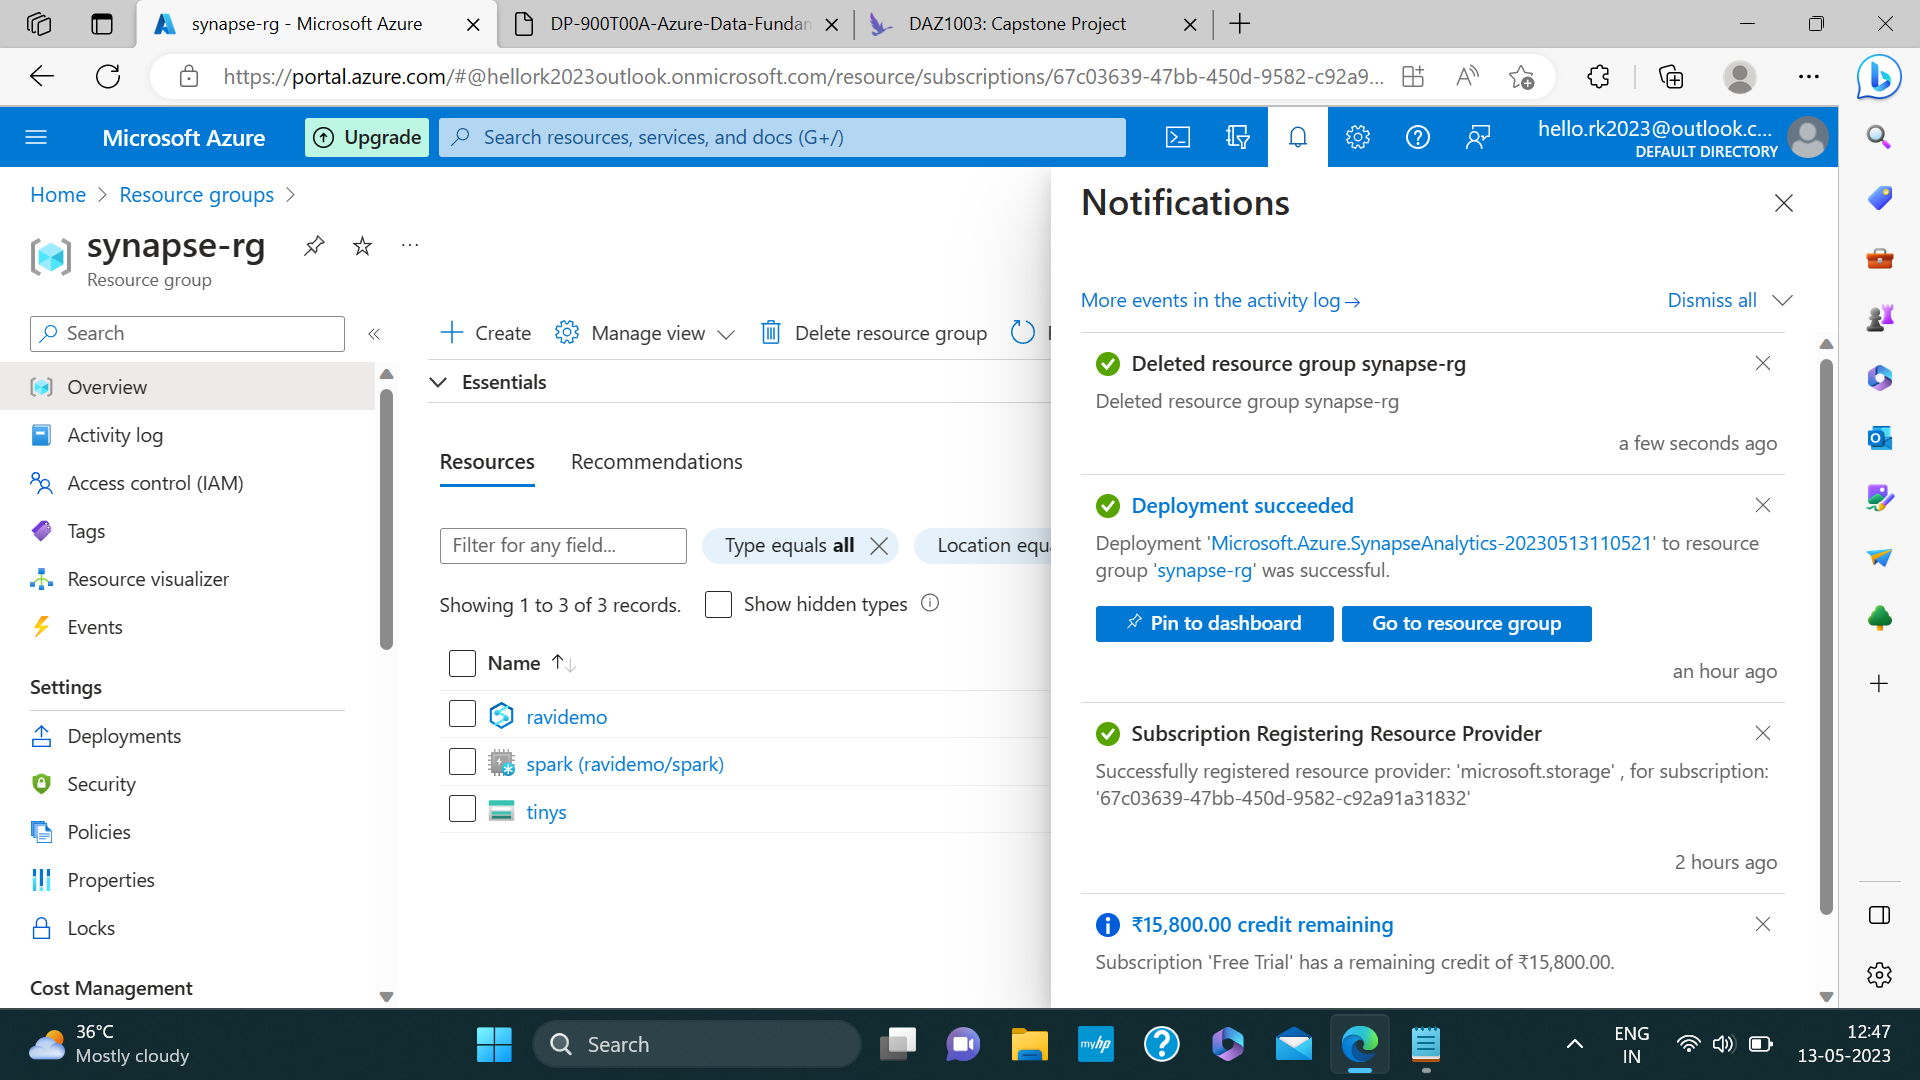 synapse-rg - Microsoft Azure
DP-900T00A-Azure-Data-Fundan
DAZ1003: Capstone Project
https://portal.azure.com/#@hellork2023outlook.onmicrosoft.com/resource/subscriptions/67c03639-47bb-450d-9582-c92a9...
Microsoft Azure
Upgrade
Search resources, services, and docs (G+/)
hello.rk2023@outlook.c...
DEFAULT DIRECTORY
Home > Resource groups >
synapse-rg
Resource group
Search
Overview
Activity log
Access control (IAM)
Tags
Resource visualizer
Events
Settings
Deployments
Security
Policies
Properties
Locks
Cost Management
Create
Manage view
Delete resource group
Essentials
Resources
Recommendations
Filter for any field...
Type equals all
Location equ
Showing 1 to 3 of 3 records.
Show hidden types
Name
ravidemo
spark (ravidemo/spark)
tinys
Notifications
More events in the activity log →
Dismiss all
Deleted resource group synapse-rg
Deleted resource group synapse-rg
a few seconds ago
Deployment succeeded
Deployment 'Microsoft.Azure.SynapseAnalytics-20230513110521' to resource
group 'synapse-rg' was successful.
Pin to dashboard
Go to resource group
an hour ago
Subscription Registering Resource Provider
Successfully registered resource provider: 'microsoft.storage' , for subscription:
'67c03639-47bb-450d-9582-c92a91a31832'
2 hours ago
₹15,800.00 credit remaining
Subscription 'Free Trial' has a remaining credit of ₹15,800.00.
36°C
Mostly cloudy
Search
myhp
ENG
IN
12:47
13-05-2023